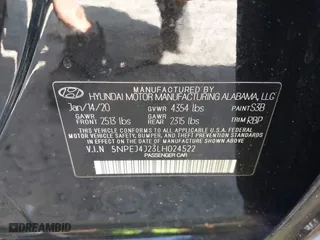 MANUFACTURED BY
HYUNDAI MOTOR MANUFACTURING ALABAMA, LLC
Jan/14/20 GVWR 4354 lbs PAINT S3B
GAWR FRONT 2513 lbs GAWR REAR 2315 lbs TRIM RBP
THIS VEHICLE CONFORMS TO ALL APPLICABLE
FEDERAL MOTOR VEHICLE SAFETY, BUMPER,
AND THEFT PREVENTION STANDARDS IN EFFECT
ON THE DATE OF MANUFACTURE SHOWN ABOVE.
V.I.N 5NPEJ4J23LH024522
PASSENGER CAR
REALTY